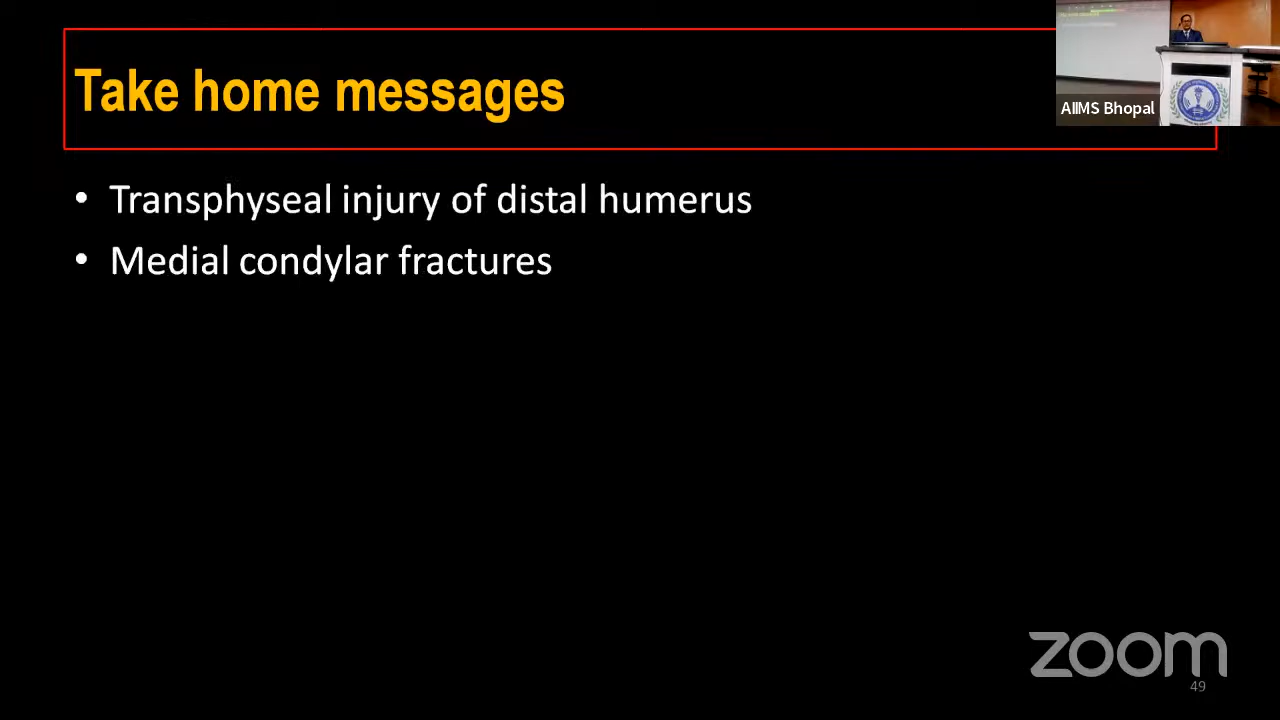 Take home messages
AIIMS Bhopal
• Transphyseal injury of distal humerus
• Medial condylar fractures
zoom
49